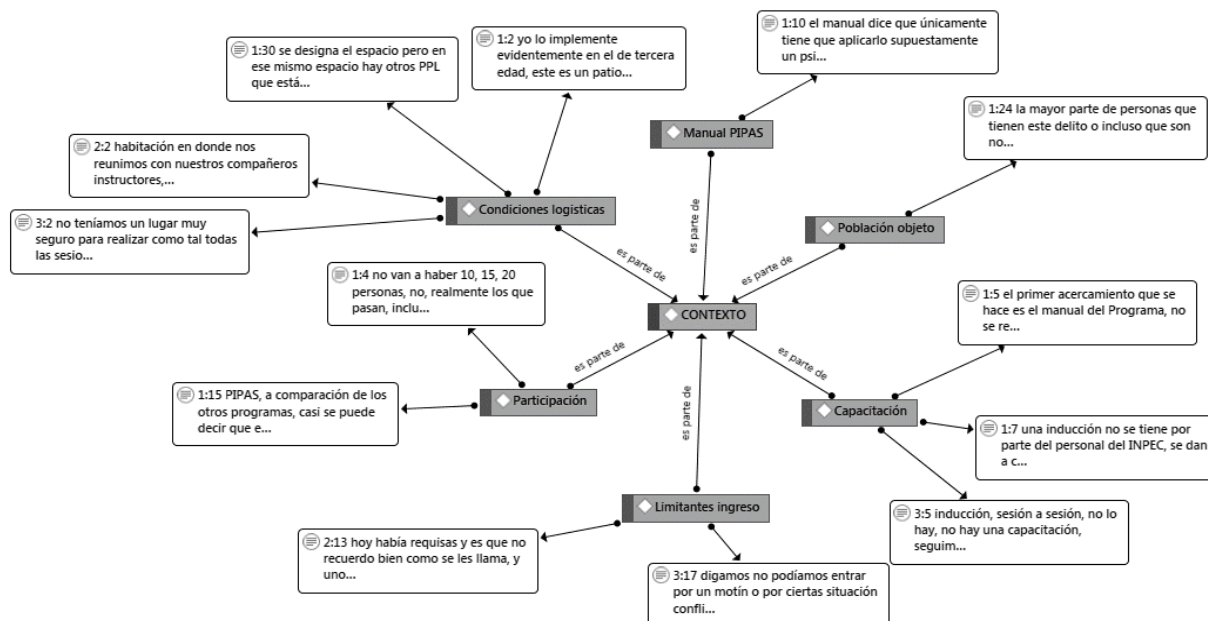 1:30 se designa el espacio pero en
ese mismo espacio hay otros PPL
que está...
1:2 yo lo implemente
evidentemente en el de tercera
edad, este es un patio...
1:10 el manual dice que únicamente
tiene que aplicarlo supuestamente
un psi...
Manual PIPAS
1:24 la mayor parte de personas que
tienen este delito o incluso que son
no...
2:2 habitación en donde nos
reunimos con nuestros compañeros
instructores,...
Condiciones logisticas
3:2 no teníamos un lugar muy
seguro para realizar como tal todas
las sesio...
Población objeto
es parte de
es parte de
es parte de
1:4 no van a haber 10, 15, 20
personas, no, realmente los que
pasan, inclu...
CONTEXTO
1:5 el primer acercamiento que se
hace es el manual del Programa, no
se re...
es parte de
es parte de
es parte de
1:15 PIPAS, a comparación de los
otros programas, casi se puede
decir que e...
Participación
Capacitación
1:7 una inducción no se tiene por
parte del personal del INPEC, se dan
a c...
Limitantes ingreso
3:5 inducción, sesión a sesión, no lo
hay, no hay una capacitación,
seguim...
2:13 hoy había requisas y es que no
recuerdo bien como se les llama, y
uno...
3:17 digamos no podíamos entrar
por un motín o por ciertas situación
confli...